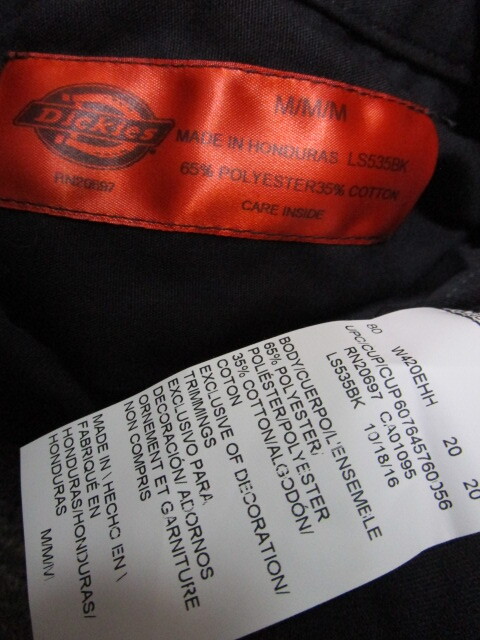 Dickies
RN20697
M/M/M
MADE IN HONDURAS LS535BK
65% POLYESTER35% COTTON
CARE INSIDE
BD W420EHH 20 20
UPC/CUP/CUP607645760056
RN20697 CA01095
LS535BK 10/18/16
BODY/CUERPO/L'ENSEMBLE
65% POLYESTER/
POLIÉSTER/POLYESTER
35% COTTON/ALGODÓN/
COTON
EXCLUSIVE OF DECORATION/
TRIMMINGS
EXCLUSIVO PARA
DECORACIÓN/ ADORNOS
ORNEMENT ET GARNITURE
NON COMPRIS
MADE IN \ HECHO EN \
FABRIQUÉ EN
HONDURAS/HONDURAS/
HONDURAS
M/M/M